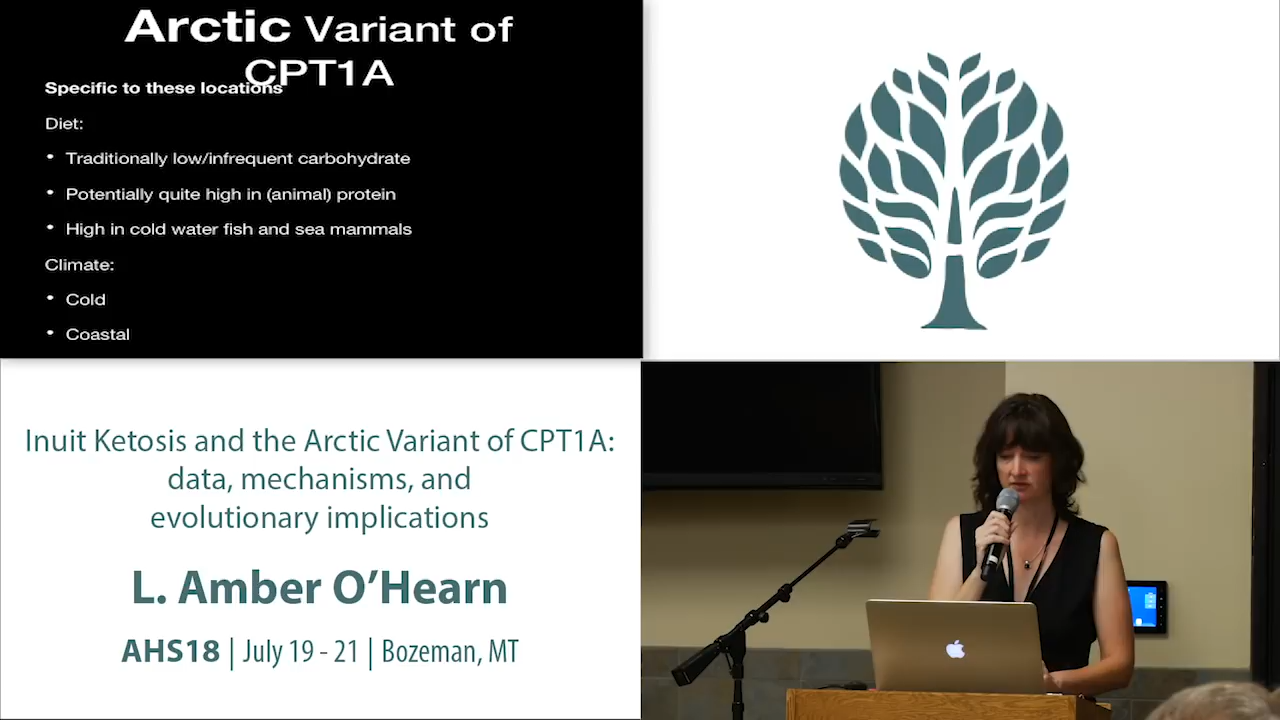 Arctic Variant of
CPT1A
Specific to these locations
Diet:
• Traditionally low/infrequent carbohydrate
• Potentially quite high in (animal) protein
• High in cold water fish and sea mammals
Climate:
• Cold
• Coastal
Inuit Ketosis and the Arctic Variant of CPT1A:
data, mechanisms, and
evolutionary implications
L. Amber O’Hearn
AHS18 | July 19 - 21 | Bozeman, MT